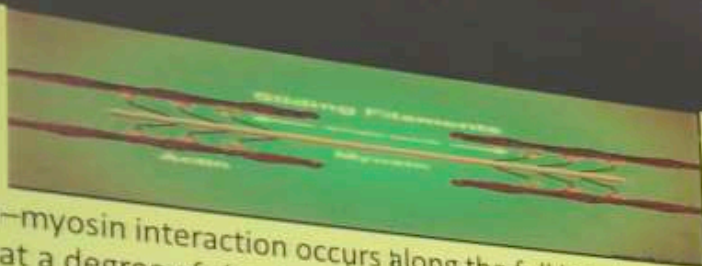 Sliding Filaments
Actin Myosin
–myosin interaction occurs along the
at a degree